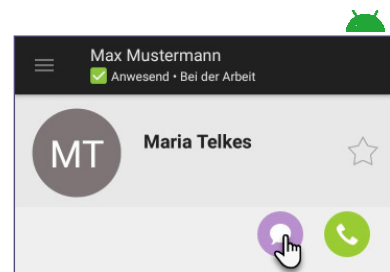 Max Mustermann
Anwesend • Bei der Arbeit
MT
Maria Telkes